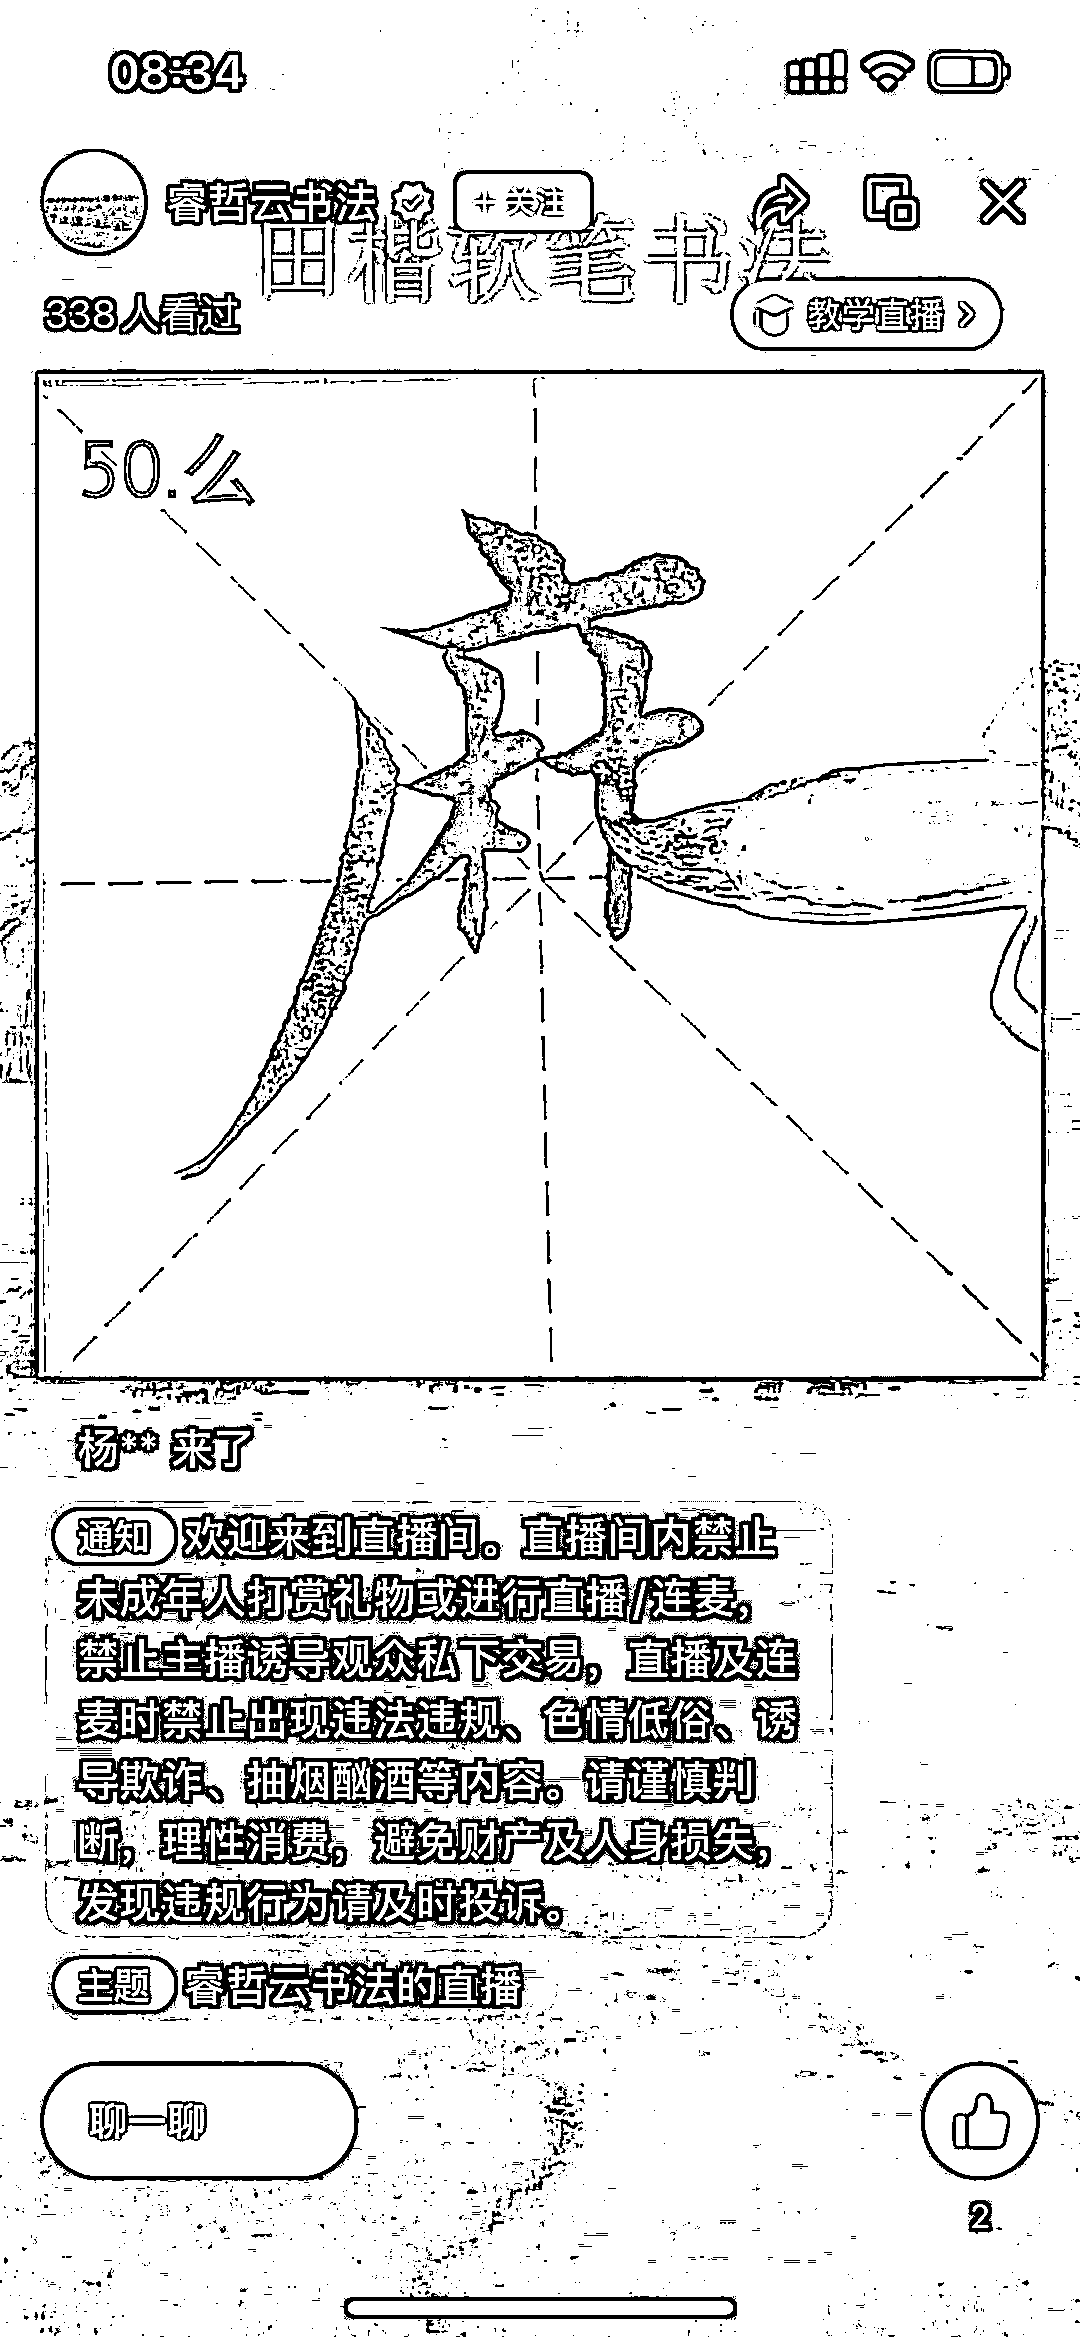 08:34
睿哲云书法
关注
田楷软笔书法
338人看过
教学直播
50.么
杨** 来了
通知 欢迎来到直播间。直播间内禁止
未成年人打赏礼物或进行直播/连麦，
禁止主播诱导观众私下交易，直播及连
麦时禁止出现违法违规、色情低俗、诱
导欺诈、抽烟酗酒等内容。请谨慎判
断，理性消费，避免财产及人身损失，
发现违规行为请及时投诉。
主题 睿哲云书法的直播
聊一聊
2